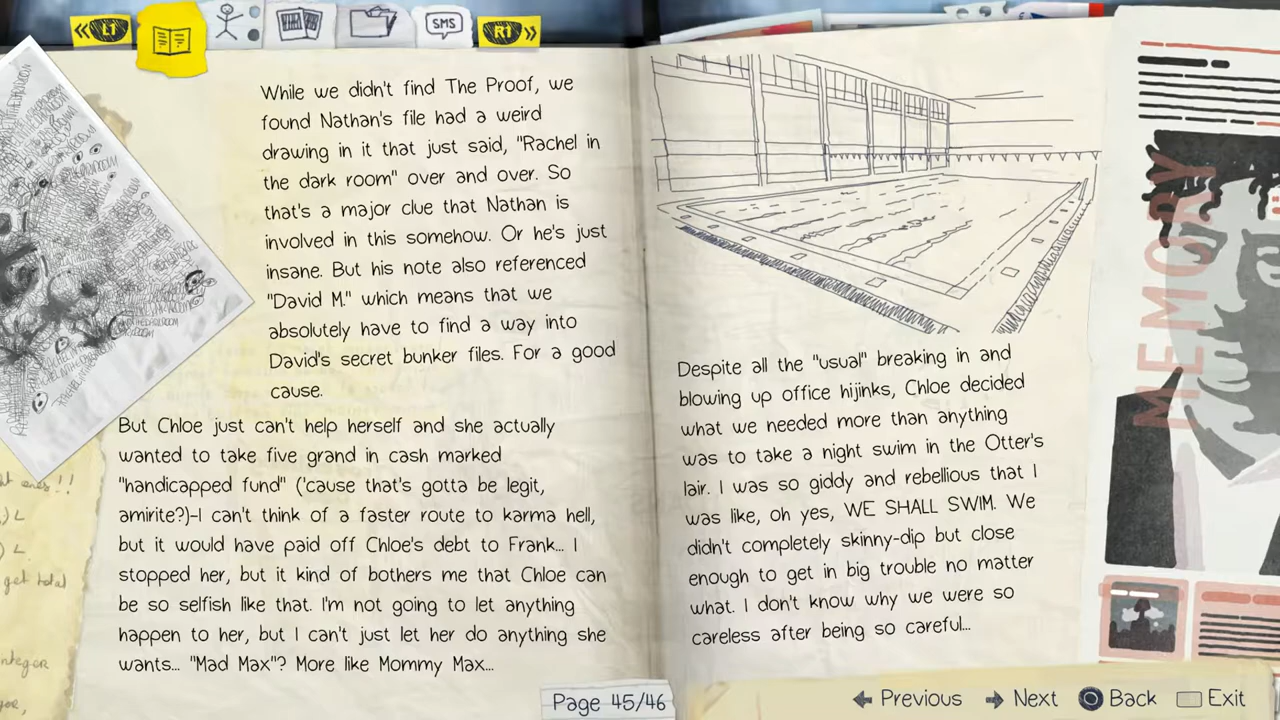 L1
SMS
R1
While we didn't find The Proof, we
found Nathan's file had a weird
drawing in it that just said, "Rachel in
the dark room" over and over. So
that's a major clue that Nathan is
involved in this somehow. Or he's just
insane. But his note also referenced
"David M." which means that we
absolutely have to find a way into
David's secret bunker files. For a good
cause.
But Chloe just can't help herself and she actually
wanted to take five grand in cash marked
"handicapped fund" ('cause that's gotta be legit,
amirite?)-I can't think of a faster route to karma hell,
but it would have paid off Chloe's debt to Frank... I
stopped her, but it kind of bothers me that Chloe can
be so selfish like that. I'm not going to let anything
happen to her, but I can't just let her do anything she
wants... "Mad Max"? More like Mommy Max...
Despite all the "usual" breaking in and
blowing up office hijinks, Chloe decided
what we needed more than anything
was to take a night swim in the Otter's
lair. I was so giddy and rebellious that I
was like, oh yes, WE SHALL SWIM. We
didn't completely skinny-dip but close
enough to get in big trouble no matter
what. I don't know why we were so
careless after being so careful...
MEMORY
get total
Page 45/46
Previous
Next
Back
Exit